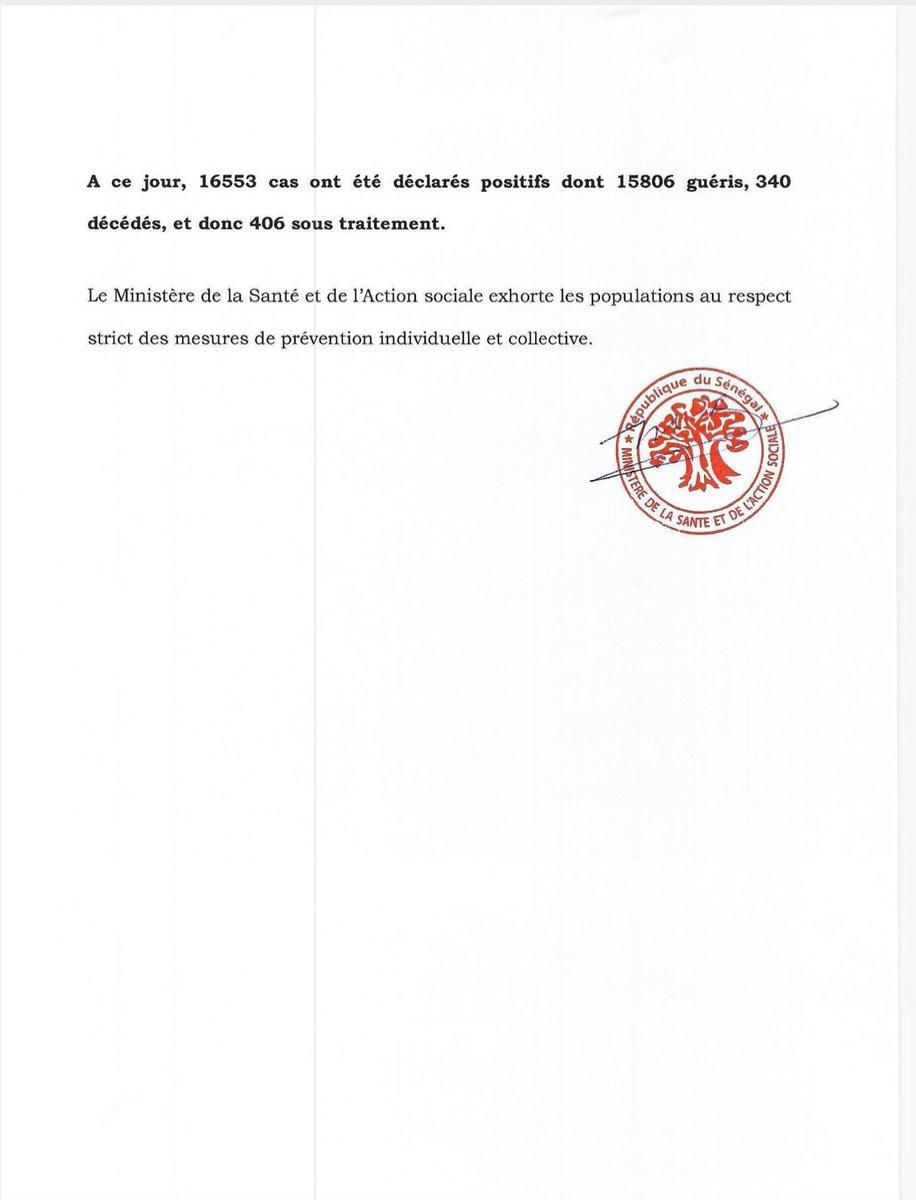 A ce jour, 16553 cas ont été déclarés positifs dont 15806 guéris, 340
décédés, et donc 406 sous traitement.
Le Ministère de la Santé et de l'Action sociale exhorte les populations au respect
strict des mesures de prévention individuelle et collective.
République du Sénégal
MINISTERE DE LA SANTE ET DE L'ACTION SOCIALE